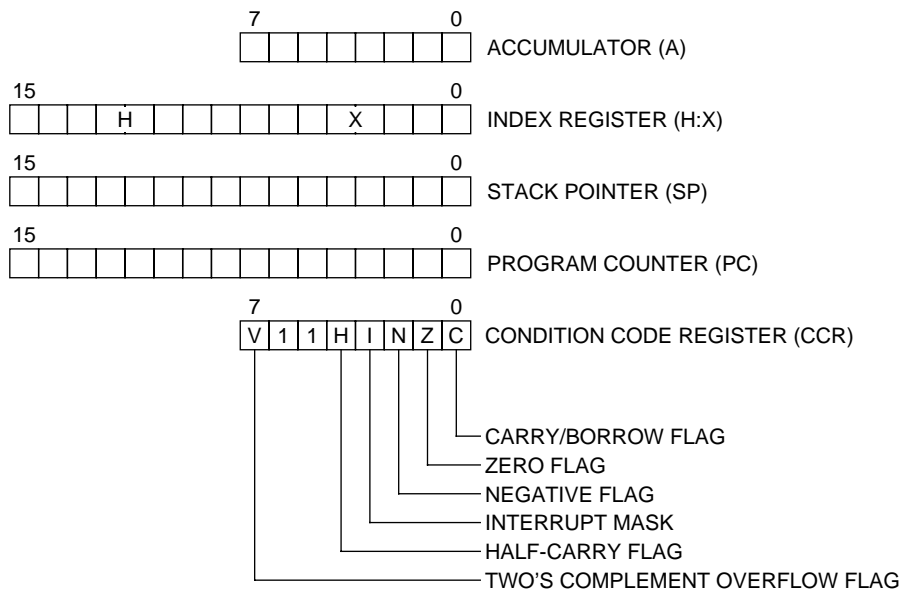 7 0
ACCUMULATOR (A)
15 0
H X INDEX REGISTER (H:X)
15 0
STACK POINTER (SP)
15 0
PROGRAM COUNTER (PC)
7 0
V 1 1 H I N Z C CONDITION CODE REGISTER (CCR)
CARRY/BORROW FLAG
ZERO FLAG
NEGATIVE FLAG
INTERRUPT MASK
HALF-CARRY FLAG
TWO'S COMPLEMENT OVERFLOW FLAG